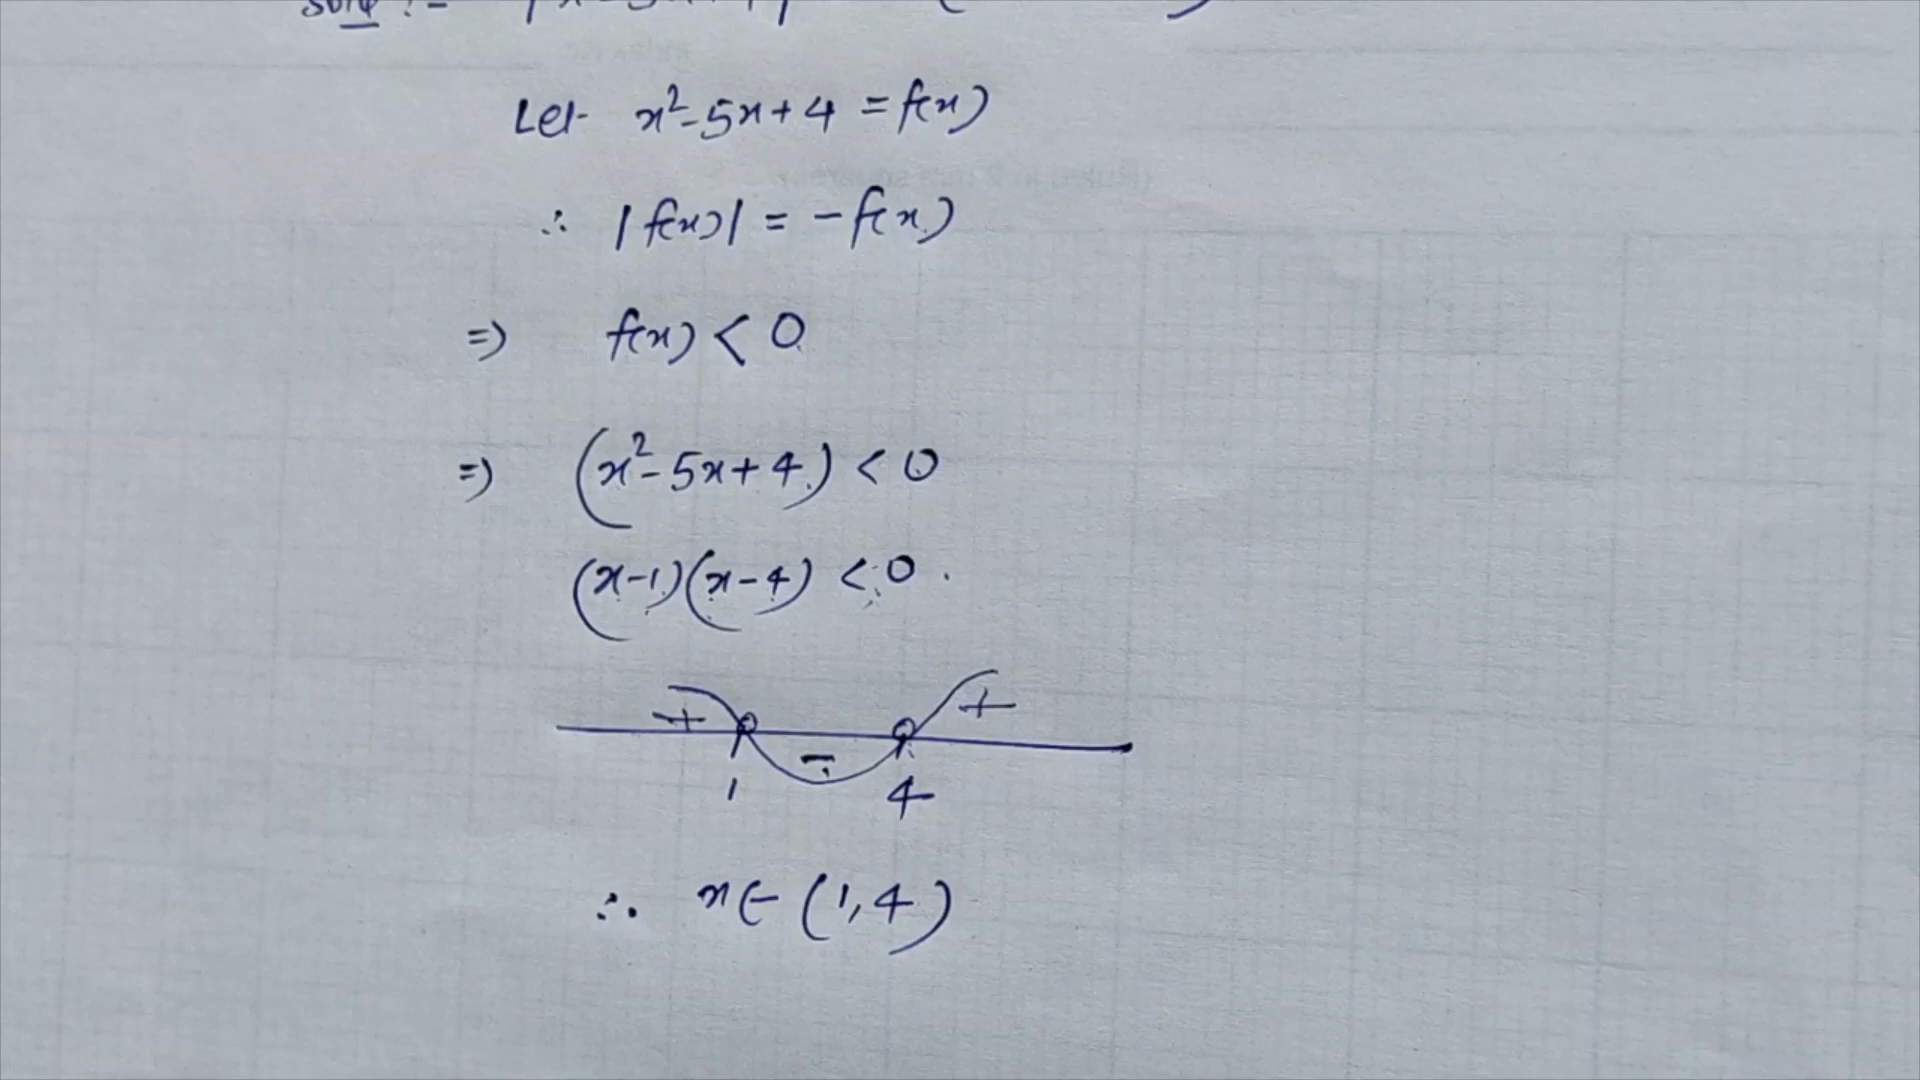 Let x²-5x+4 = f(x)
∴ |f(x)| = -f(x)
⇒ f(x) < 0
⇒ (x²-5x+4) < 0
(x-1)(x-4) < 0.
+ - +
1 4
∴ x ∈ (1,4)